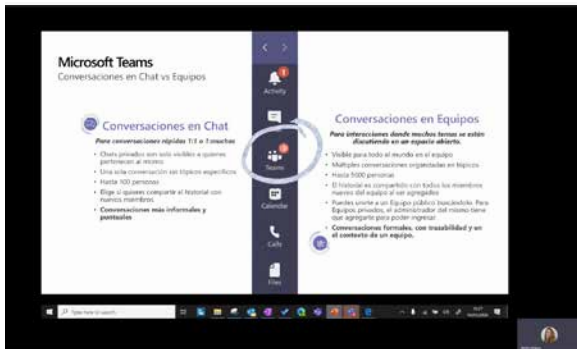 Microsoft Teams
Conversaciones en Chat vs Equipos
Conversaciones en Chat
Para conversaciones rápidas 1:1 o 1:muchos
• Chats privados son solo visibles a quienes
pertenecen al mismo
• Una sola conversación sin tópicos específicos
• Hasta 100 personas
• Elige si quieres compartir el historial con
nuevos miembros
• Conversaciones más informales y
puntuales
Activity
Teams
Calendar
Calls
Files
Conversaciones en Equipos
Para interacciones donde muchos temas se están
discutiendo en un espacio abierto.
• Visible para todo el mundo en el equipo
• Múltiples conversaciones organizadas en tópicos
• Hasta 5000 personas
• El historial es compartido con todos los miembros
nuevos del equipo al ser agregados
• Puedes unirte a un Equipo público buscándolo. Para
Equipos privados, el administrador del mismo tiene
que agregarte para poder ingresar
• Conversaciones formales, con trazabilidad y en
el contexto de un equipo.
Type here to search